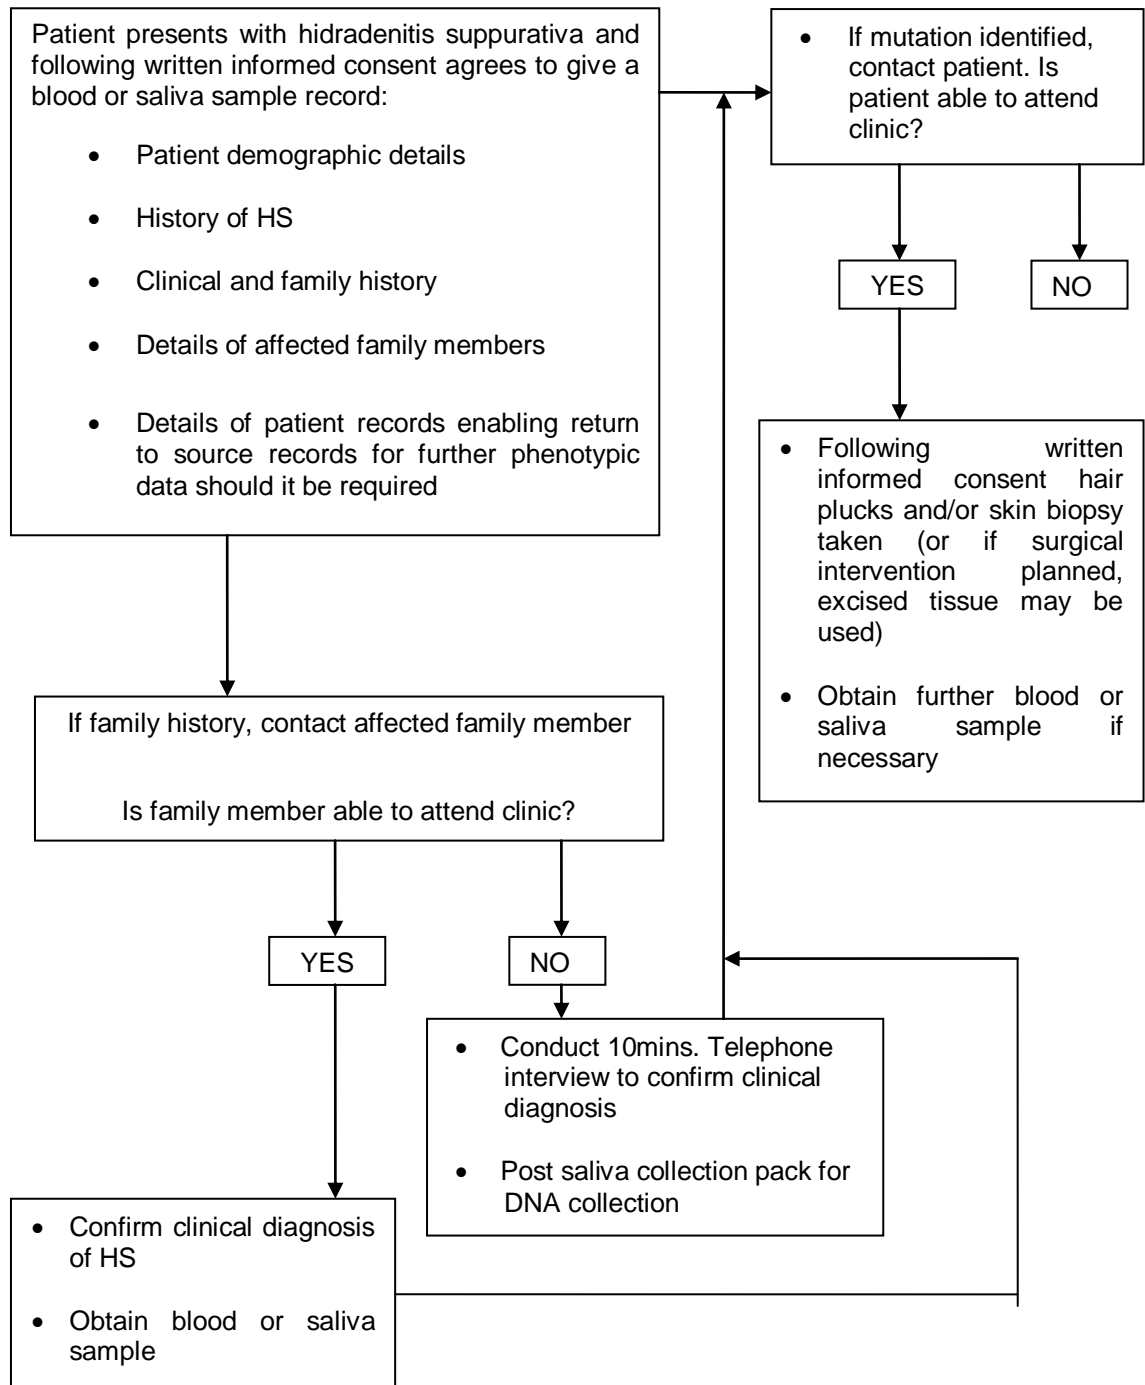 Patient presents with hidradenitis suppurativa and
following written informed consent agrees to give a
blood or saliva sample record:
• Patient demographic details
• History of HS
• Clinical and family history
• Details of affected family members
• Details of patient records enabling return
to source records for further phenotypic
data should it be required
• If mutation identified,
contact patient. Is
patient able to attend
clinic?
YES
NO
• Following written
informed consent hair
plucks and/or skin biopsy
taken (or if surgical
intervention planned,
excised tissue may be
used)
• Obtain further blood or
saliva sample if
necessary
If family history, contact affected family member
Is family member able to attend clinic?
YES
NO
• Conduct 10mins. Telephone
interview to confirm clinical
diagnosis
• Post saliva collection pack for
DNA collection
• Confirm clinical diagnosis
of HS
• Obtain blood or saliva
sample